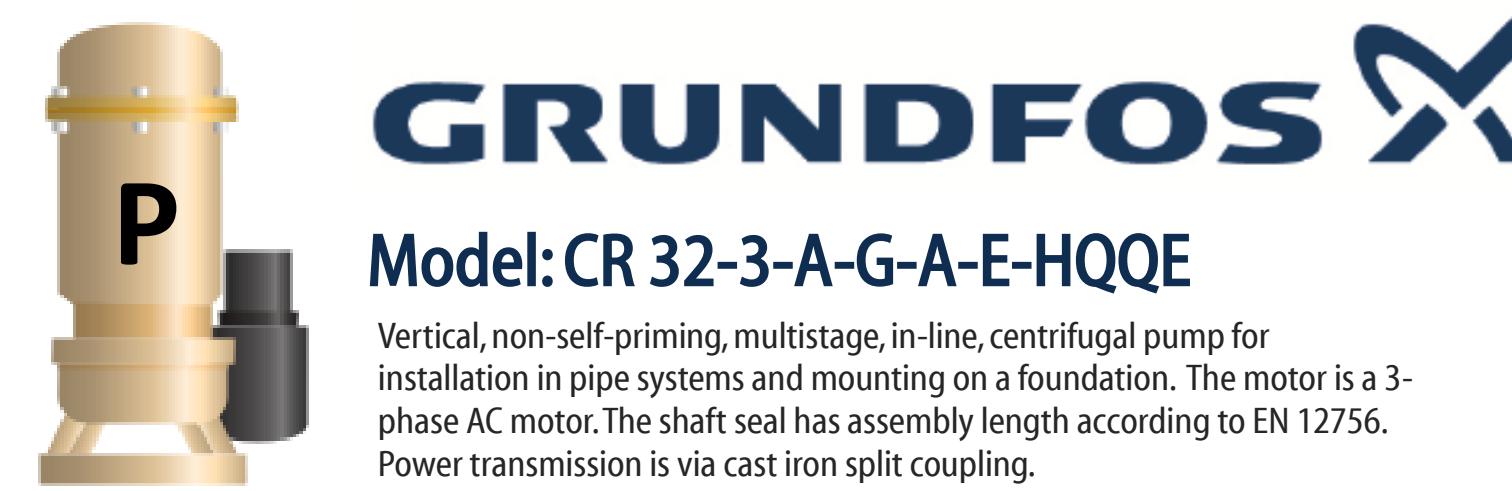 P
GRUNDFOS
Model: CR 32-3-A-G-A-E-HQQE
Vertical, non-self-priming, multistage, in-line, centrifugal pump for
installation in pipe systems and mounting on a foundation. The motor is a 3-
phase AC motor. The shaft seal has assembly length according to EN 12756.
Power transmission is via cast iron split coupling.